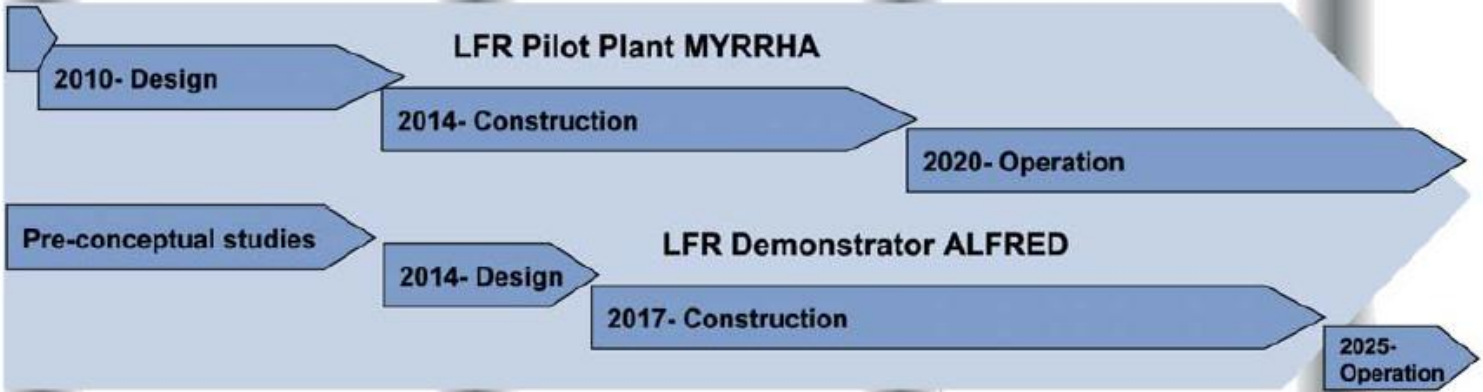 LFR Pilot Plant MYRRHA
2010- Design
2014- Construction
2020- Operation
Pre-conceptual studies
LFR Demonstrator ALFRED
2014- Design
2017- Construction
2025-
Operation